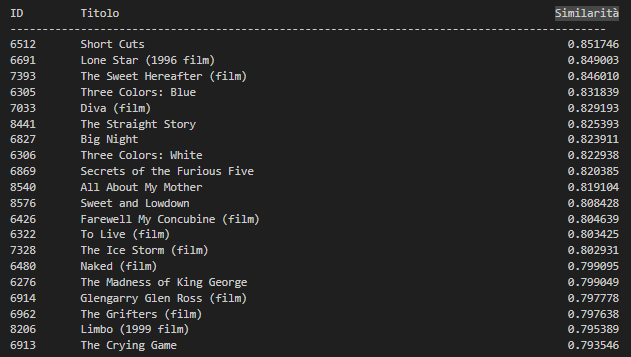 ID Titolo Similarità
--------------------------------------------------------------------------------
6512 Short Cuts 0.851746
6691 Lone Star (1996 film) 0.849003
7393 The Sweet Hereafter (film) 0.846010
6305 Three Colors: Blue 0.831839
7033 Diva (film) 0.829193
8441 The Straight Story 0.825393
6827 Big Night 0.823911
6306 Three Colors: White 0.822938
6869 Secrets of the Furious Five 0.820385
8540 All About My Mother 0.819104
8576 Sweet and Lowdown 0.808428
6426 Farewell My Concubine (film) 0.804639
6322 To Live (film) 0.803425
7328 The Ice Storm (film) 0.802931
6480 Naked (film) 0.799095
6276 The Madness of King George 0.799049
6914 Glengarry Glen Ross (film) 0.797778
6962 The Grifters (film) 0.797638
8206 Limbo (1999 film) 0.795389
6913 The Crying Game 0.793546